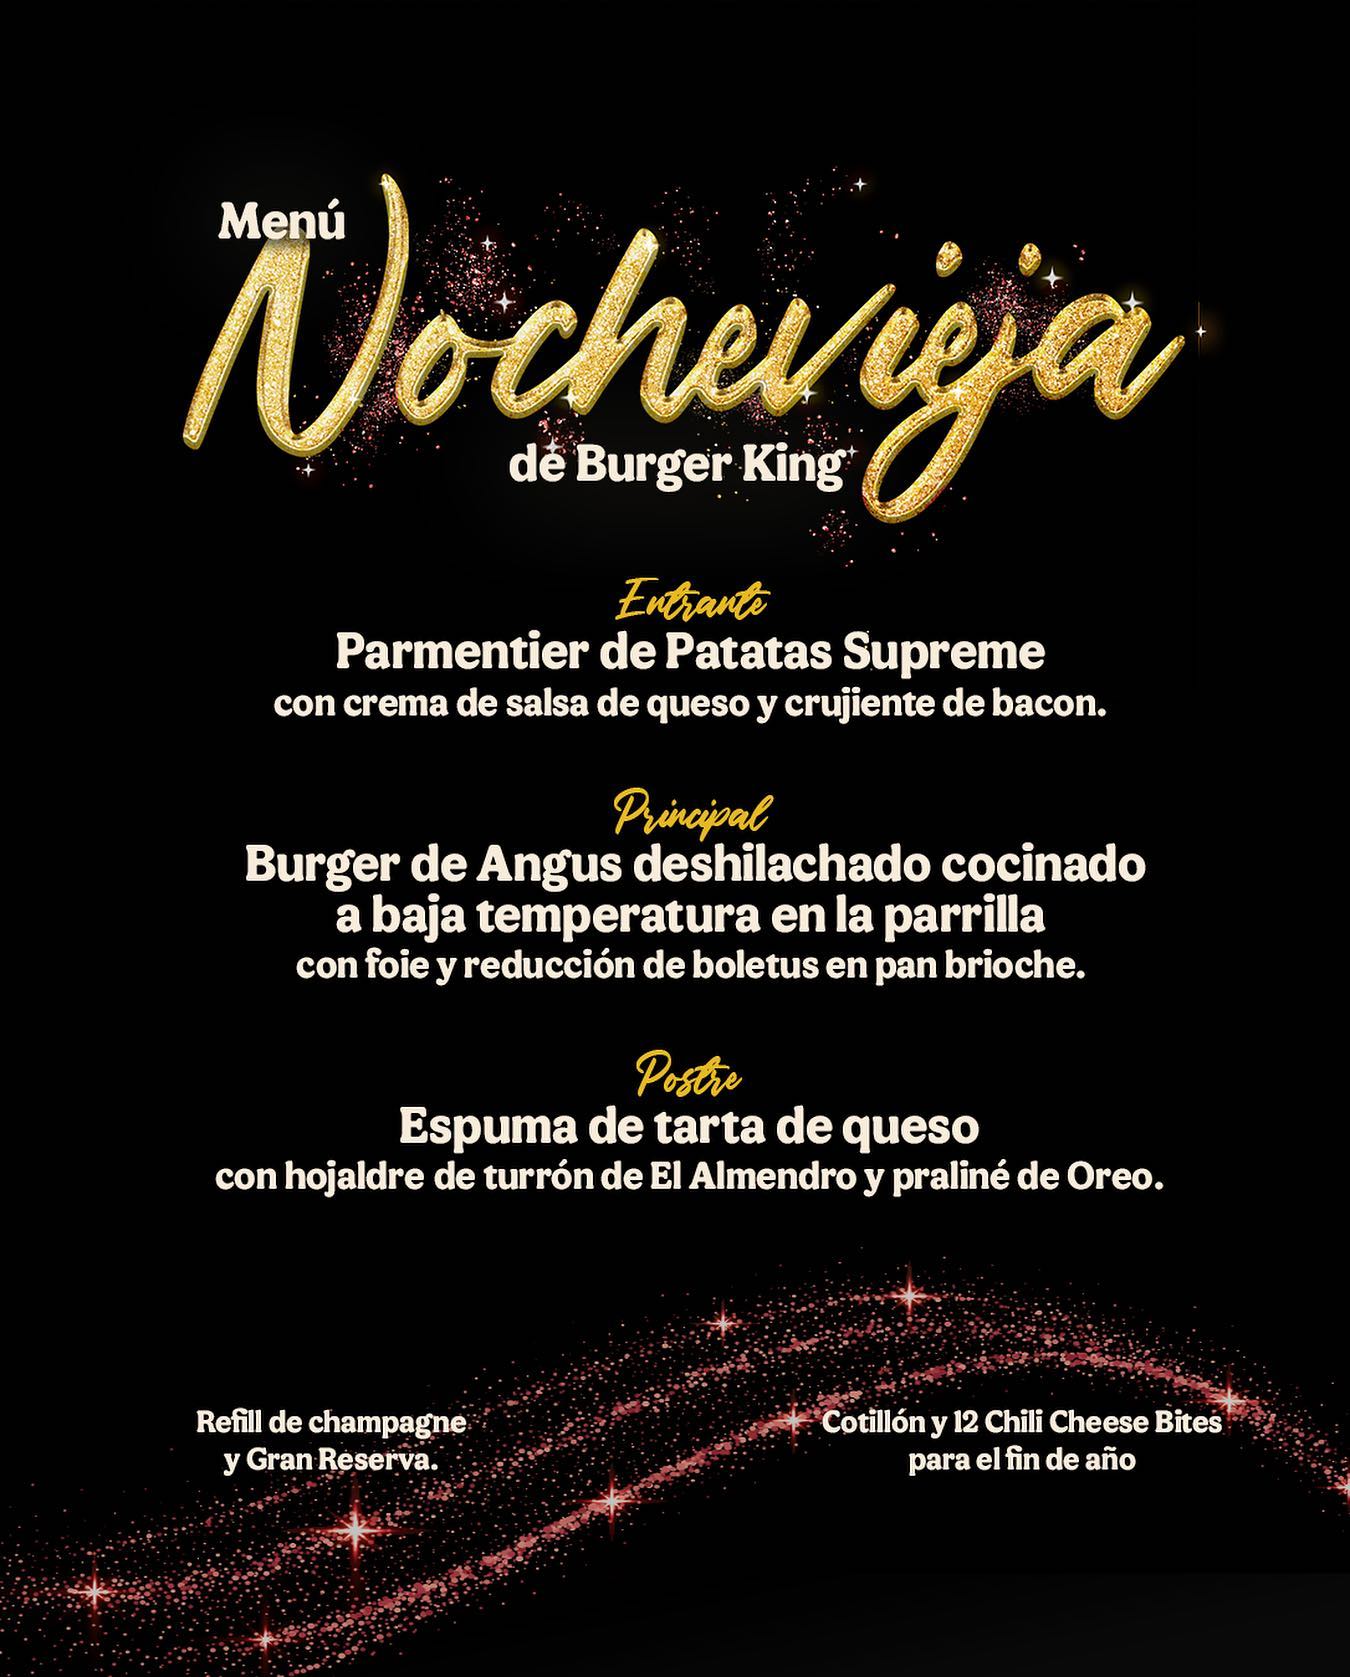 Menú
Nochevieja
de Burger King
Entrante
Parmentier de Patatas Supreme
con crema de salsa de queso y crujiente de bacon.
Principal
Burger de Angus deshilachado cocinado
a baja temperatura en la parrilla
con foie y reducción de boletus en pan brioche.
Postre
Espuma de tarta de queso
con hojaldre de turrón de El Almendro y praliné de Oreo.
Refill de champagne
y Gran Reserva.
Cotillón y 12 Chili Cheese Bites
para el fin de año